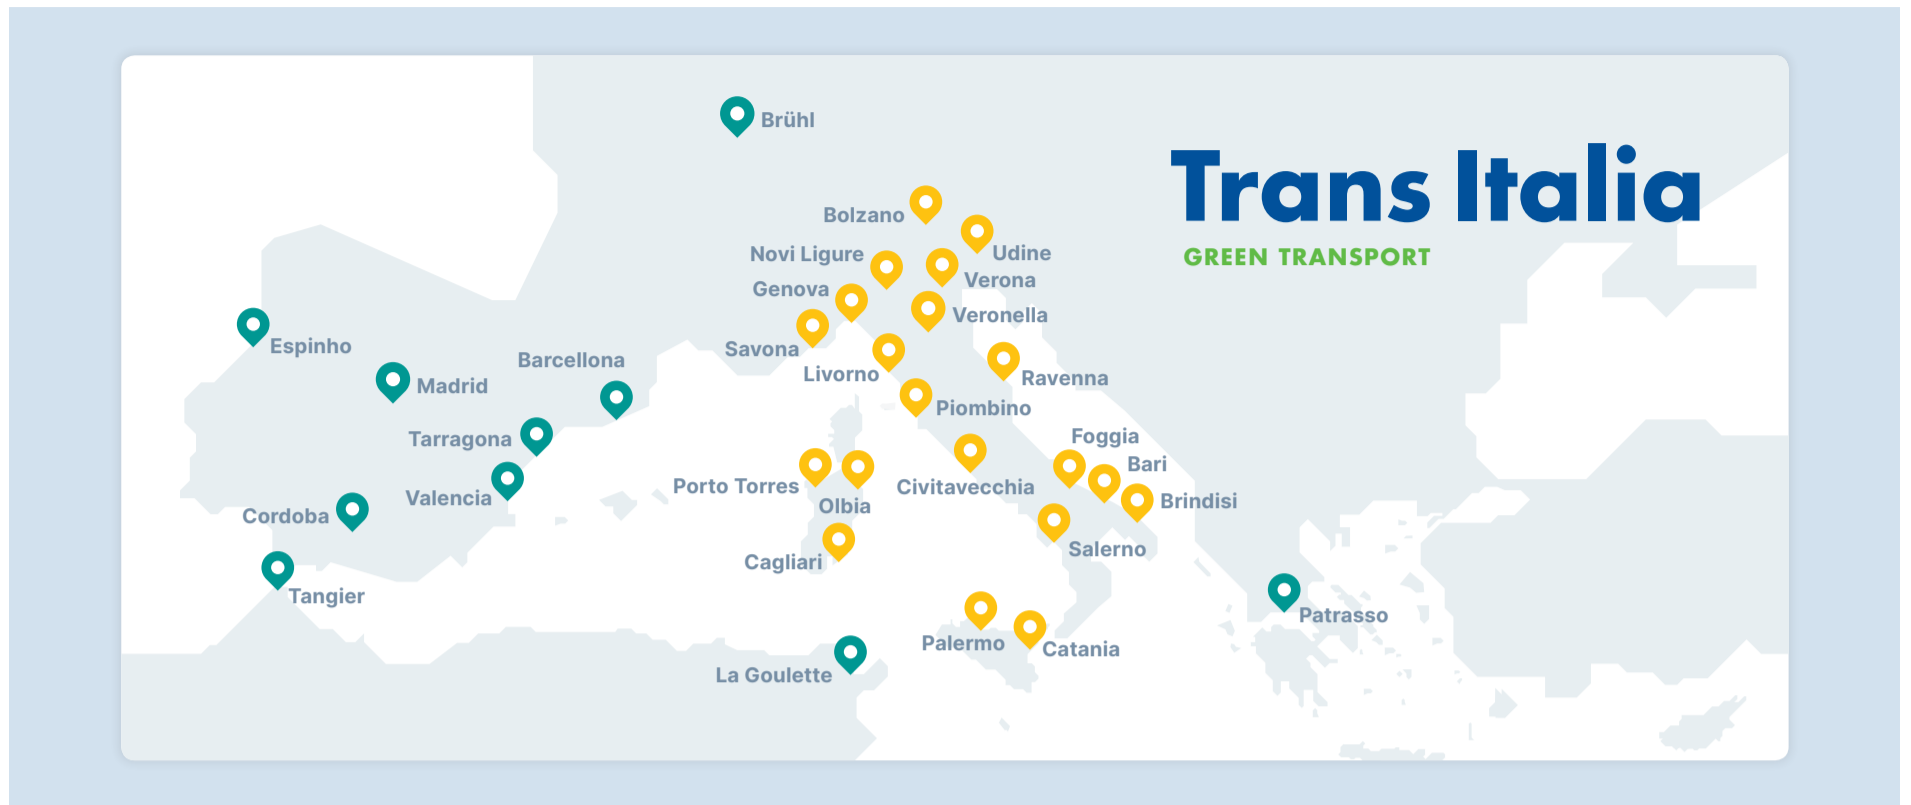 Brühl
Trans Italia
GREEN TRANSPORT
Bolzano
Udine
Novi Ligure
Verona
Genova
Veronella
Espinho
Savona
Barcellona
Livorno
Ravenna
Madrid
Piombino
Tarragona
Foggia
Bari
Porto Torres
Civitavecchia
Valencia
Brindisi
Olbia
Cordoba
Salerno
Cagliari
Tangier
Patrasso
Palermo
Catania
La Goulette